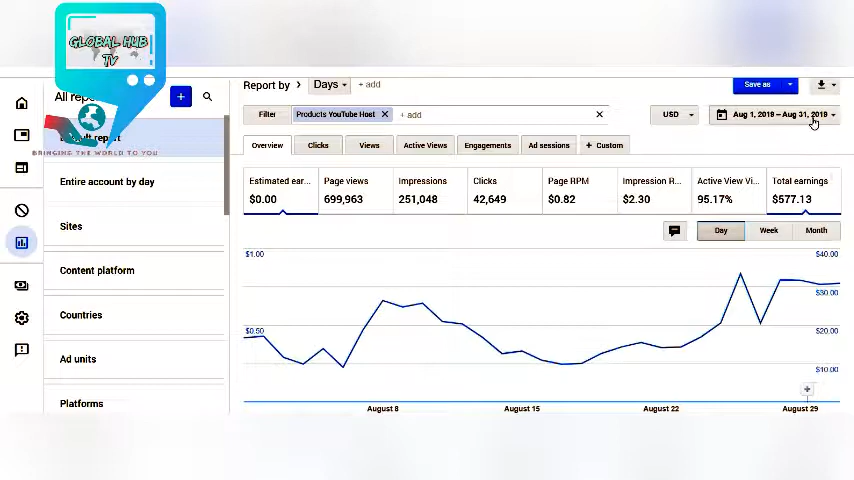 GLOBAL HUB
TV
BRINGING THE WORLD TO YOU
Report by
Days
+ add
Save as
Filter
Products YouTube Host
+ add
USD
Aug 1, 2019 – Aug 31, 2019
Overview
Clicks
Views
Active Views
Engagements
Ad sessions
+ Custom
Entire account by day
Sites
Content platform
Countries
Ad units
Platforms
Estimated ear...
$0.00
Page views
699,963
Impressions
251,048
Clicks
42,649
Page RPM
$0.82
Impression R...
$2.30
Active View Vi...
95.17%
Total earnings
$577.13
Day
Week
Month
$1.00
$0.50
$40.00
$30.00
$20.00
$10.00
August 8
August 15
August 22
August 29